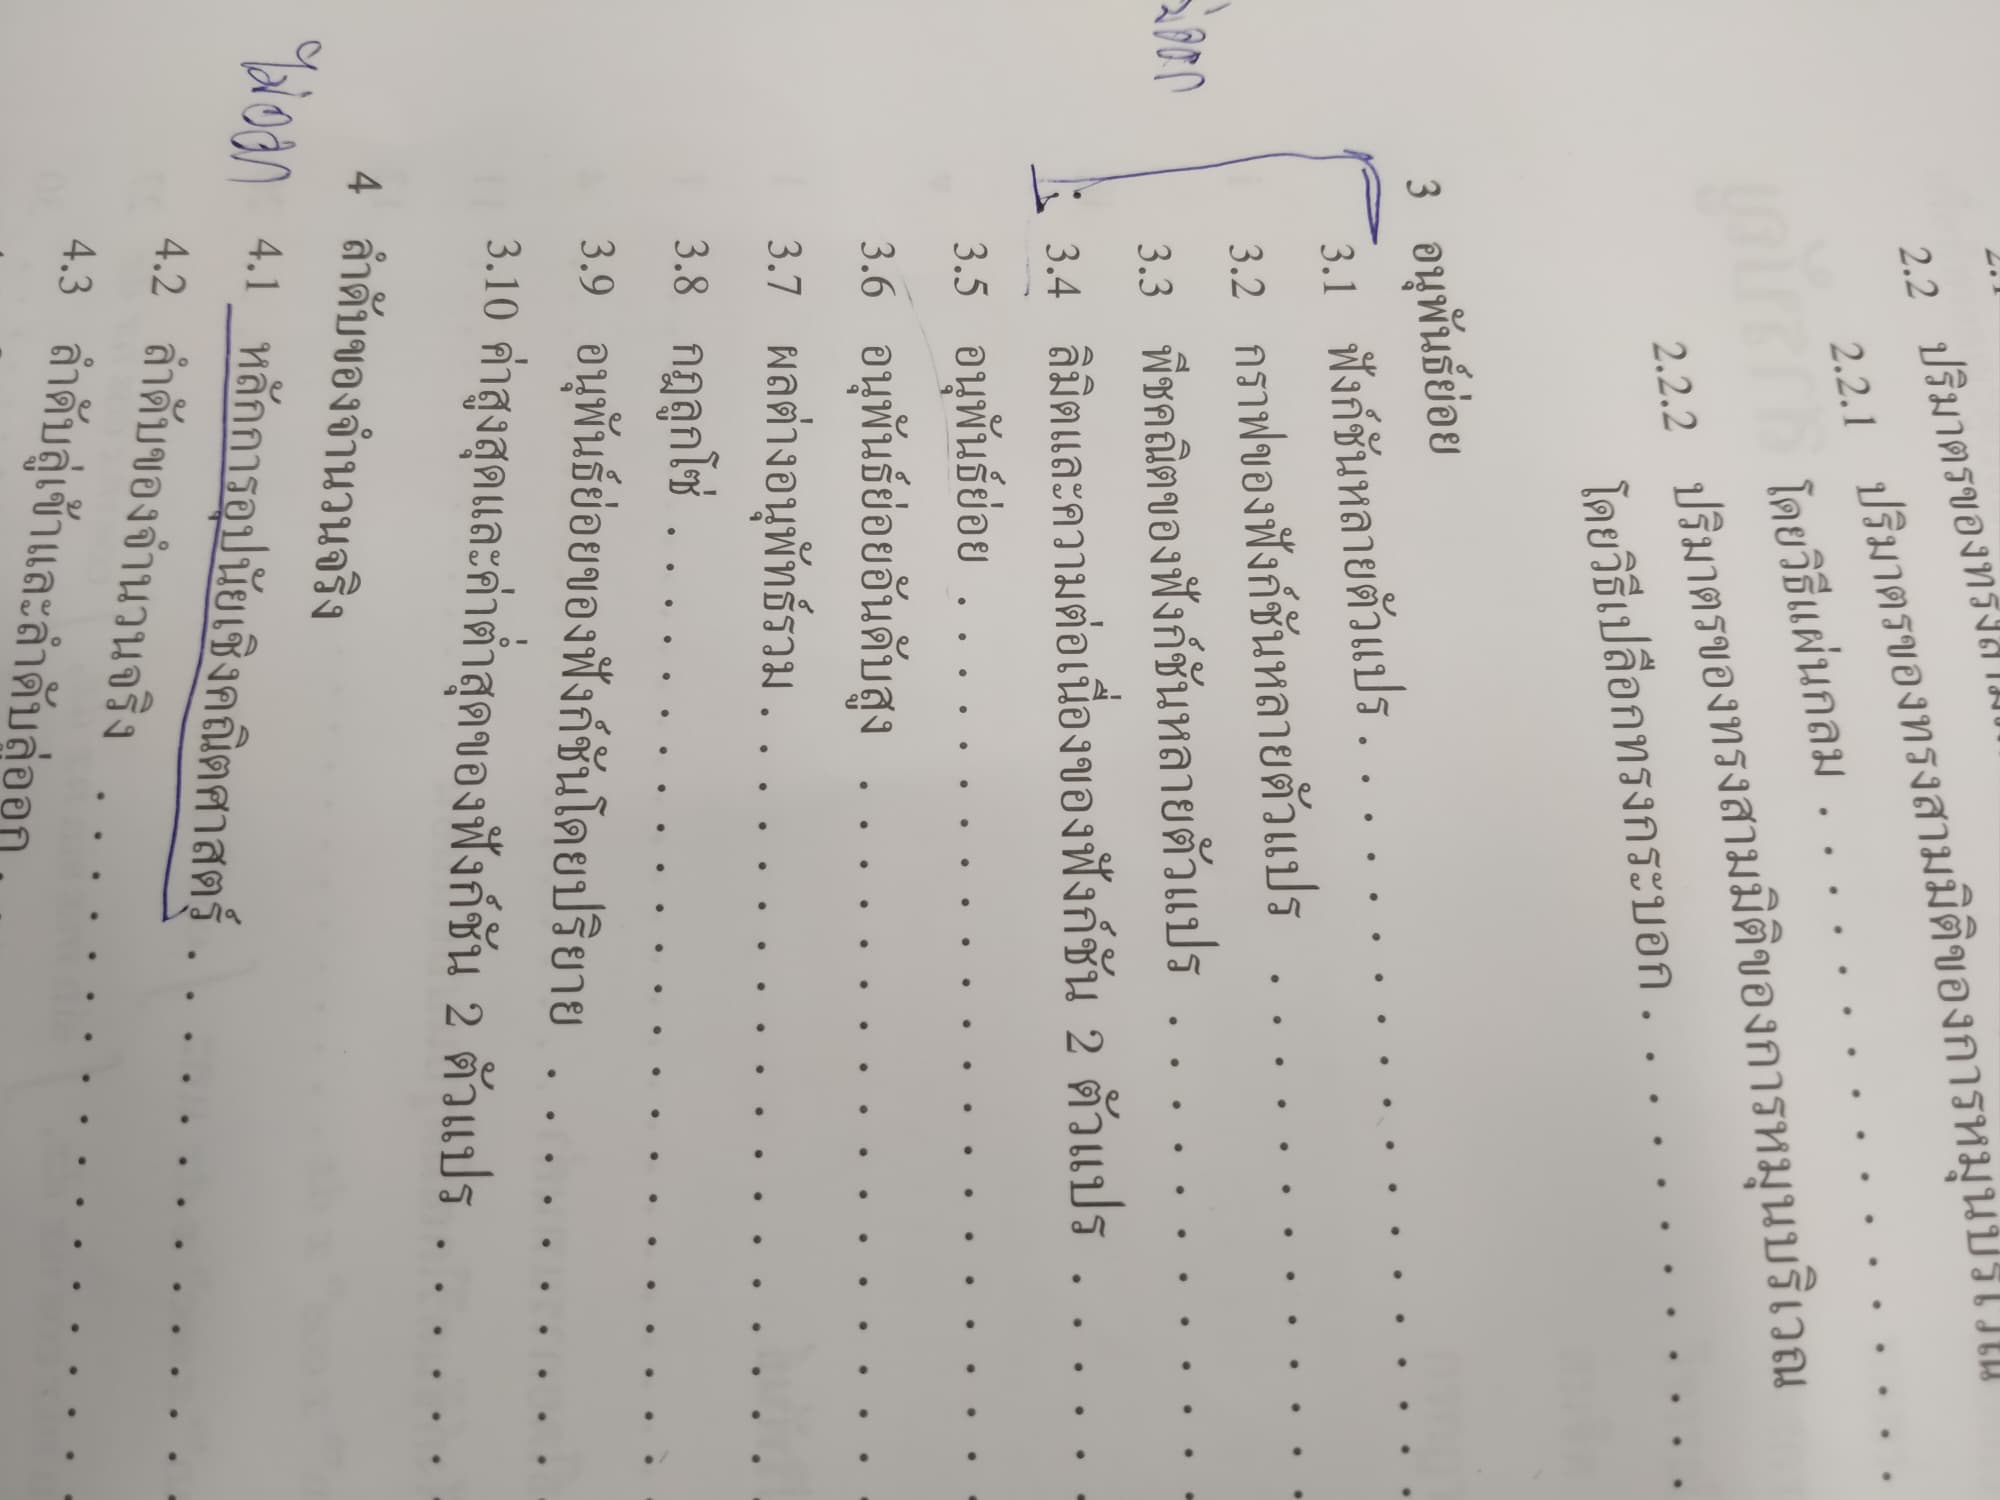 2.2 ปริมาตรของทรงสาม
2.2.1 ปริมาตรของทรงสามมิติของการหมุนบริเวณ
โดยวิธีแผ่นกลม . . . . . . . . . . . . . . . .
2.2.2 ปริมาตรของทรงสามมิติของการหมุนบริเวณ
โดยวิธีเปลือกทรงกระบอก . . . . . . . . . . . .
3 อนุพันธ์ย่อย
3.1 ฟังก์ชันหลายตัวแปร . . . . . . . . . . . . . . . . . . .
3.2 กราฟของฟังก์ชันหลายตัวแปร . . . . . . . . . . . . .
3.3 พีชคณิตของฟังก์ชันหลายตัวแปร . . . . . . . . . . . .
3.4 ลิมิตและความต่อเนื่องของฟังก์ชัน 2 ตัวแปร . . . . . .
3.5 อนุพันธ์ย่อย . . . . . . . . . . . . . . . . . . . . . . .
3.6 อนุพันธ์ย่อยอันดับสูง . . . . . . . . . . . . . . . . . .
3.7 ผลต่างอนุพัทธ์รวม . . . . . . . . . . . . . . . . . . . .
3.8 กฎลูกโซ่ . . . . . . . . . . . . . . . . . . . . . . . . .
3.9 อนุพันธ์ย่อยของฟังก์ชันโดยปริยาย . . . . . . . . . . .
3.10 ค่าสูงสุดและค่าต่ำสุดของฟังก์ชัน 2 ตัวแปร . . . . . . .
4 ลำดับของจำนวนจริง
ไม่ออก 4.1 หลักการอุปนัยเชิงคณิตศาสตร์ . . . . . . . . . . . . . .
4.2 ลำดับของจำนวนจริง . . . . . . . . . . . . . . . . . .
4.3 ลำดับลู่เข้าและลำดับลู่ออก .